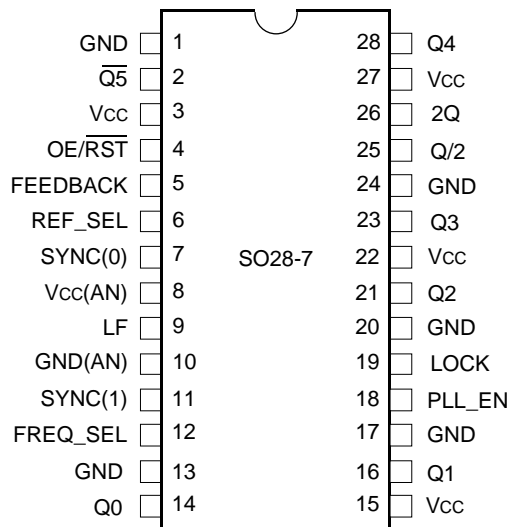 GND 1 28 Q4
Q̅5̅ 2 27 Vcc
Vcc 3 26 2Q
OE/R̅S̅T̅ 4 25 Q/2
FEEDBACK 5 24 GND
REF_SEL 6 23 Q3
SYNC(0) 7 SO28-7 22 Vcc
Vcc(AN) 8 21 Q2
LF 9 20 GND
GND(AN) 10 19 LOCK
SYNC(1) 11 18 PLL_EN
FREQ_SEL 12 17 GND
GND 13 16 Q1
Q0 14 15 Vcc